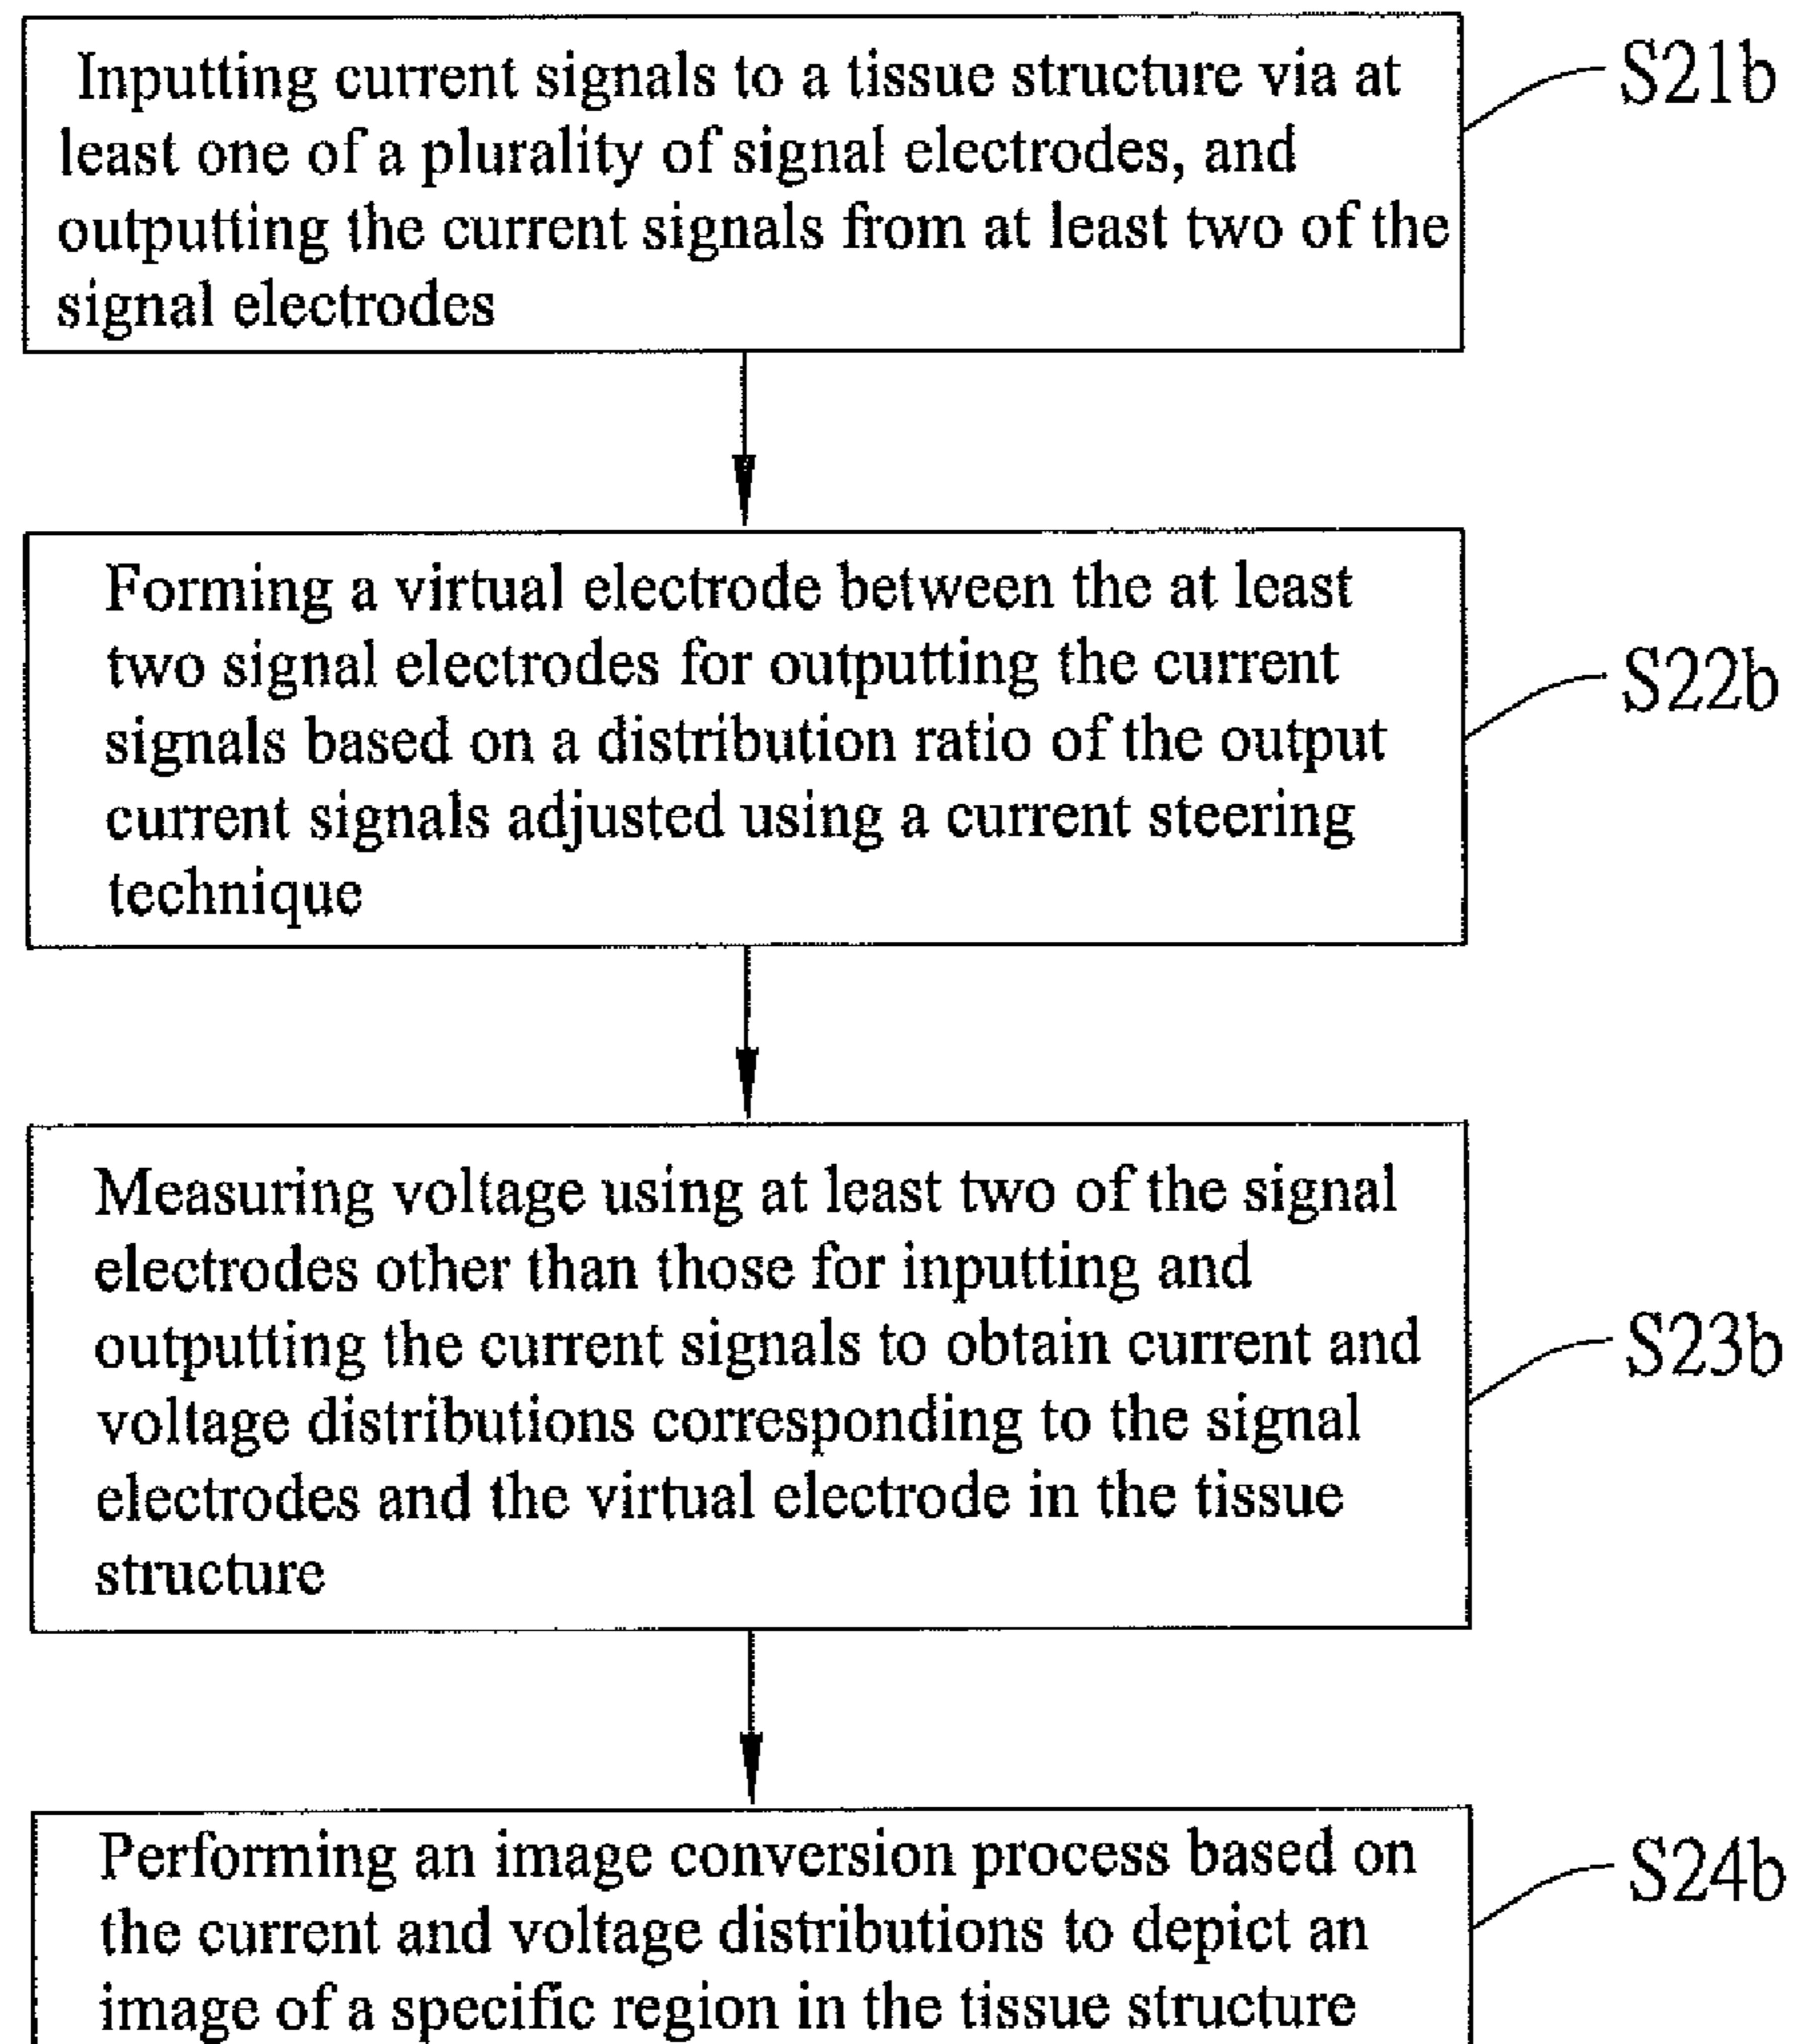 Inputting current signals to a tissue structure via at
least one of a plurality of signal electrodes, and
outputting the current signals from at least two of the
signal electrodes
S21b
Forming a virtual electrode between the at least
two signal electrodes for outputting the current
signals based on a distribution ratio of the output
current signals adjusted using a current steering
technique
S22b
Measuring voltage using at least two of the signal
electrodes other than those for inputting and
outputting the current signals to obtain current and
voltage distributions corresponding to the signal
electrodes and the virtual electrode in the tissue
structure
S23b
Performing an image conversion process based on
the current and voltage distributions to depict an
image of a specific region in the tissue structure
S24b